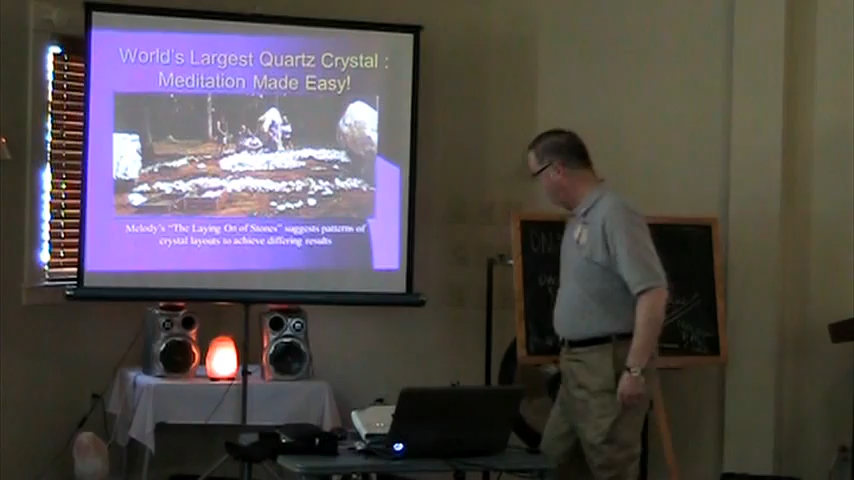 World's Largest Quartz Crystal :
Meditation Made Easy!
Melody's "The Laying On of Stones" suggests patterns of
crystal layouts to achieve differing results